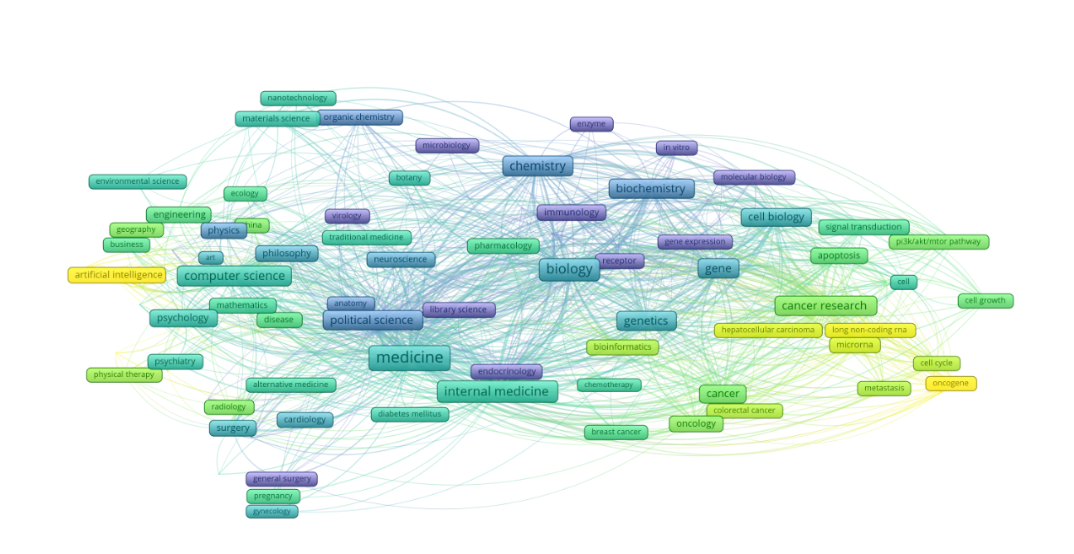 nanotechnology
materials science
organic chemistry
enzyme
microbiology
in vitro
chemistry
botany
molecular biology
environmental science
biochemistry
ecology
engineering
virology
immunology
cell biology
geography
physics
signal transduction
traditional medicine
business
pharmacology
gene expression
pi3k/akt/mtor pathway
art
philosophy
neuroscience
receptor
apoptosis
artificial intelligence
computer science
biology
gene
cell
mathematics
anatomy
library science
cancer research
cell growth
psychology
disease
political science
genetics
hepatocellular carcinoma
long non-coding rna
bioinformatics
microrna
medicine
psychiatry
cell cycle
physical therapy
endocrinology
alternative medicine
internal medicine
chemotherapy
cancer
metastasis
oncogene
radiology
diabetes mellitus
colorectal cancer
surgery
cardiology
breast cancer
oncology
general surgery
pregnancy
gynecology